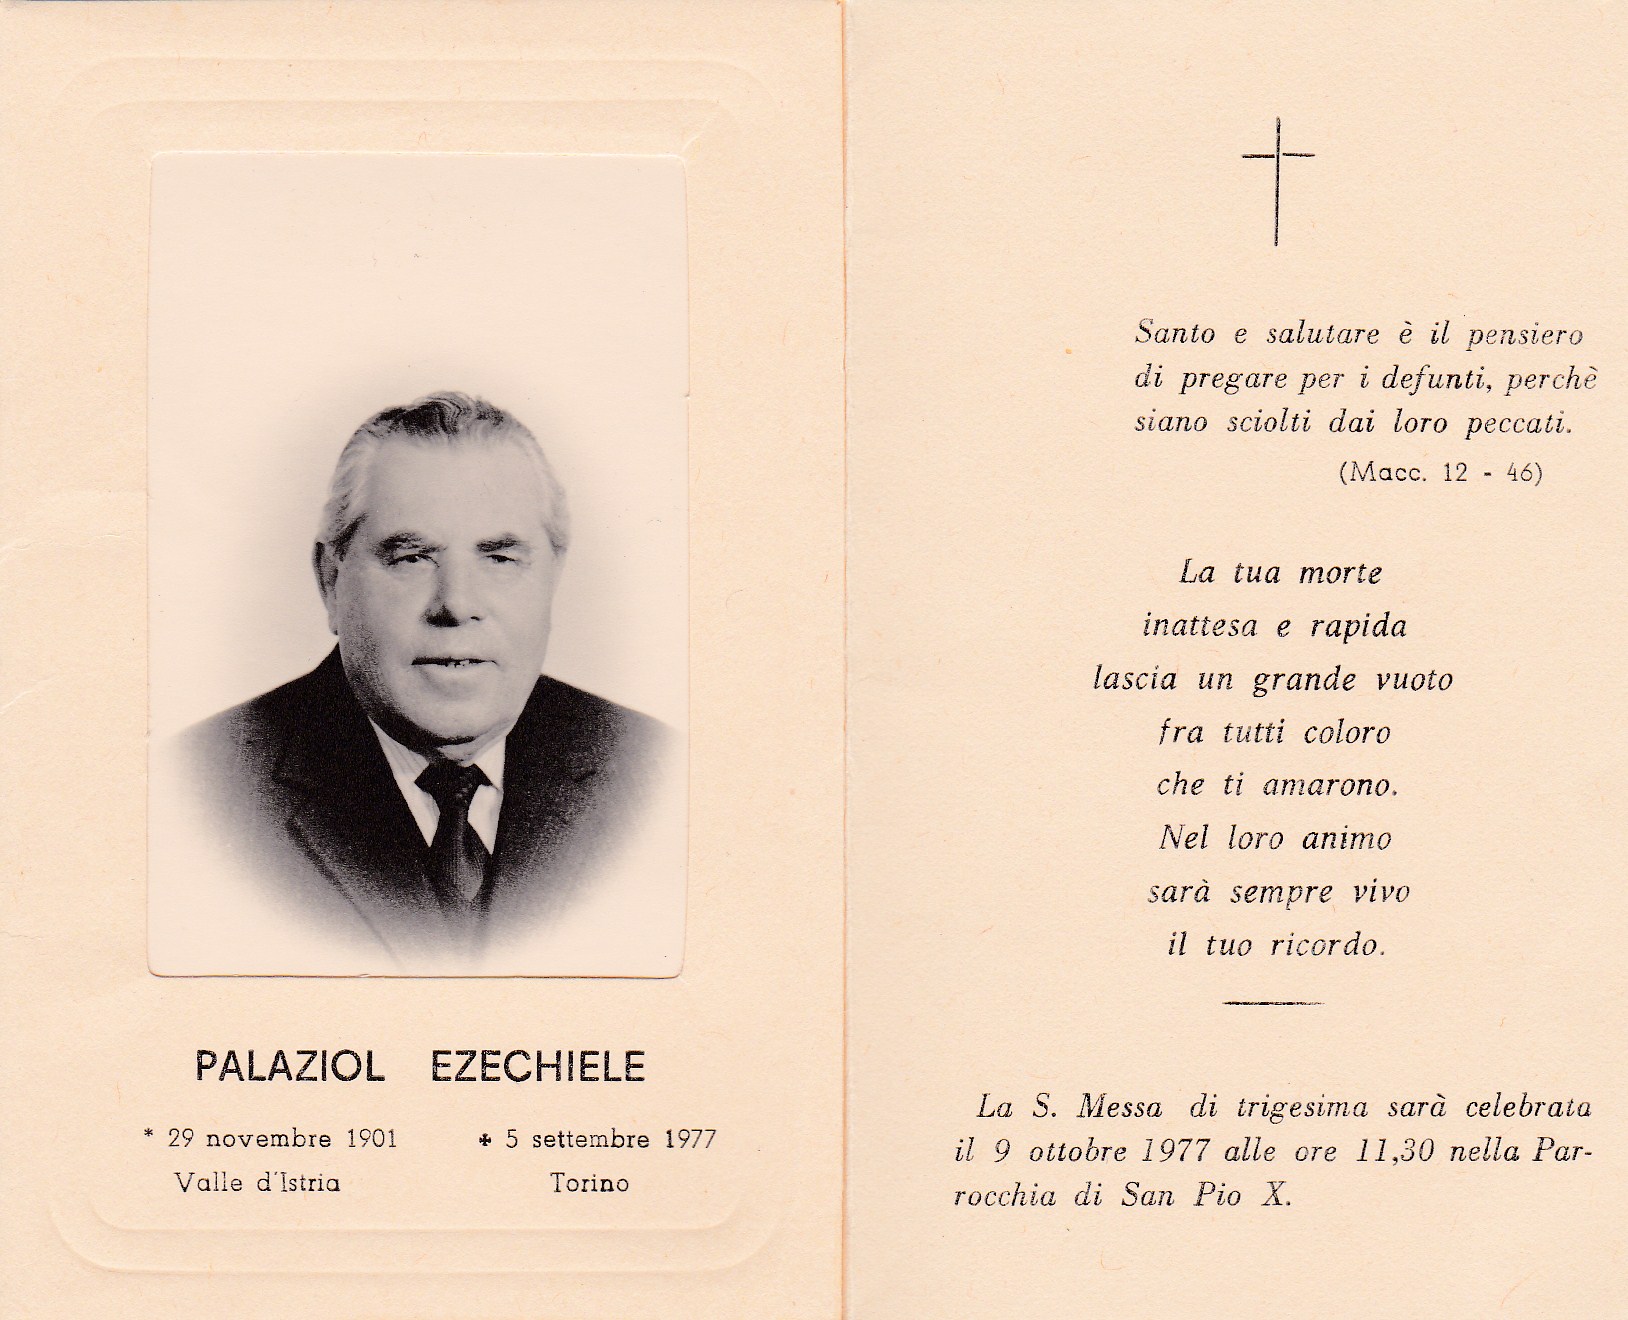 PALAZIOL EZECHIELE
* 29 novembre 1901
Valle d'Istria
✠ 5 settembre 1977
Torino
Santo e salutare è il pensiero
di pregare per i defunti, perchè
siano sciolti dai loro peccati.
(Macc. 12 - 46)
La tua morte
inattesa e rapida
lascia un grande vuoto
fra tutti coloro
che ti amarono.
Nel loro animo
sarà sempre vivo
il tuo ricordo.
La S. Messa di trigesima sarà celebrata
il 9 ottobre 1977 alle ore 11,30 nella Par-
rocchia di San Pio X.